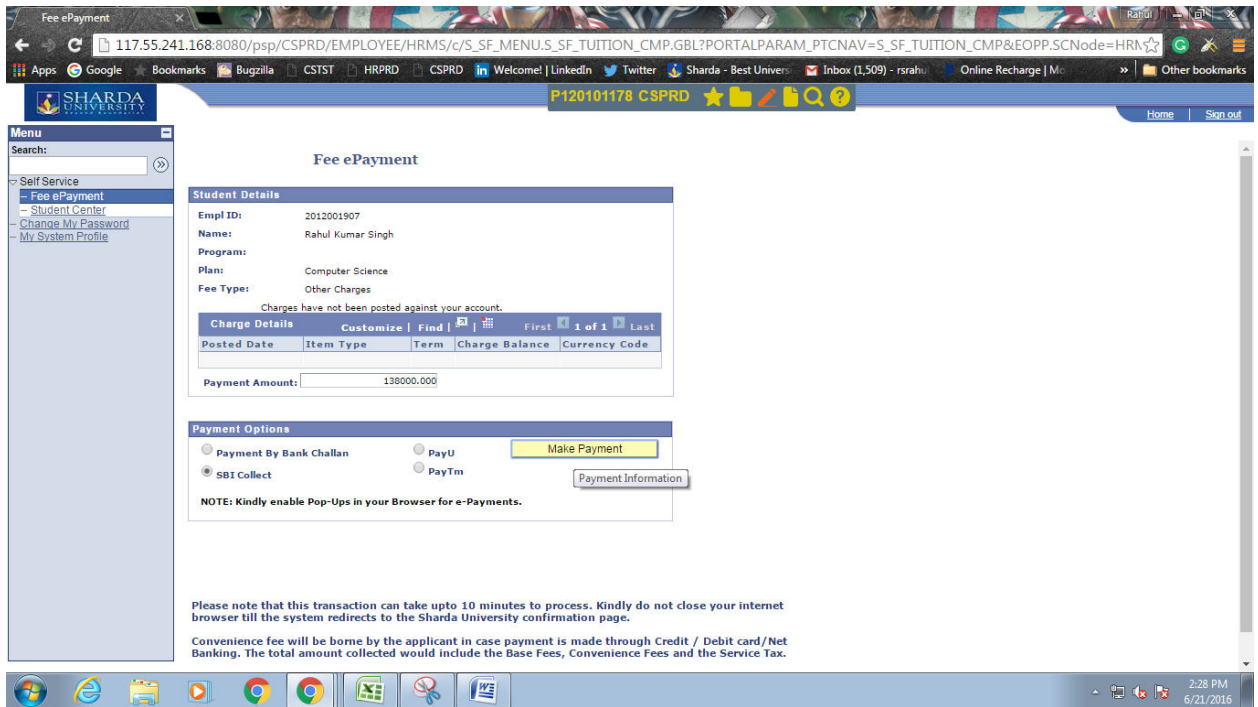 Fee ePayment
Rahul
117.55.241.168:8080/psp/CSPRD/EMPLOYEE/HRMS/c/S_SF_MENU.S_SF_TUITION_CMP.GBL?PORTALPARAM_PTCNAV=S_SF_TUITION_CMP&EOPP.SCNode=HRM
Apps Google Bookmarks Bugzilla CSTST HRPRD CSPRD Welcome! | LinkedIn Twitter Sharda - Best Univers Inbox (1,509) - rsrahu Online Recharge | Mo » Other bookmarks
SHARDA
UNIVERSITY
P120101178 CSPRD
Home | Sign out
Menu
Search:
Self Service
– Fee ePayment
– Student Center
– Change My Password
– My System Profile
Fee ePayment
Student Details
Empl ID: 2012001907
Name: Rahul Kumar Singh
Program:
Plan: Computer Science
Fee Type: Other Charges
Charges have not been posted against your account.
Charge Details Customize | Find | | First 1 of 1 Last
Posted Date Item Type Term Charge Balance Currency Code
Payment Amount: 138000.000
Payment Options
Payment By Bank Challan PayU Make Payment
SBI Collect PayTm
Payment Information
NOTE: Kindly enable Pop-Ups in your Browser for e-Payments.
Please note that this transaction can take upto 10 minutes to process. Kindly do not close your internet
browser till the system redirects to the Sharda University confirmation page.
Convenience fee will be borne by the applicant in case payment is made through Credit / Debit card/Net
Banking. The total amount collected would include the Base Fees, Convenience Fees and the Service Tax.
2:28 PM
6/21/2016